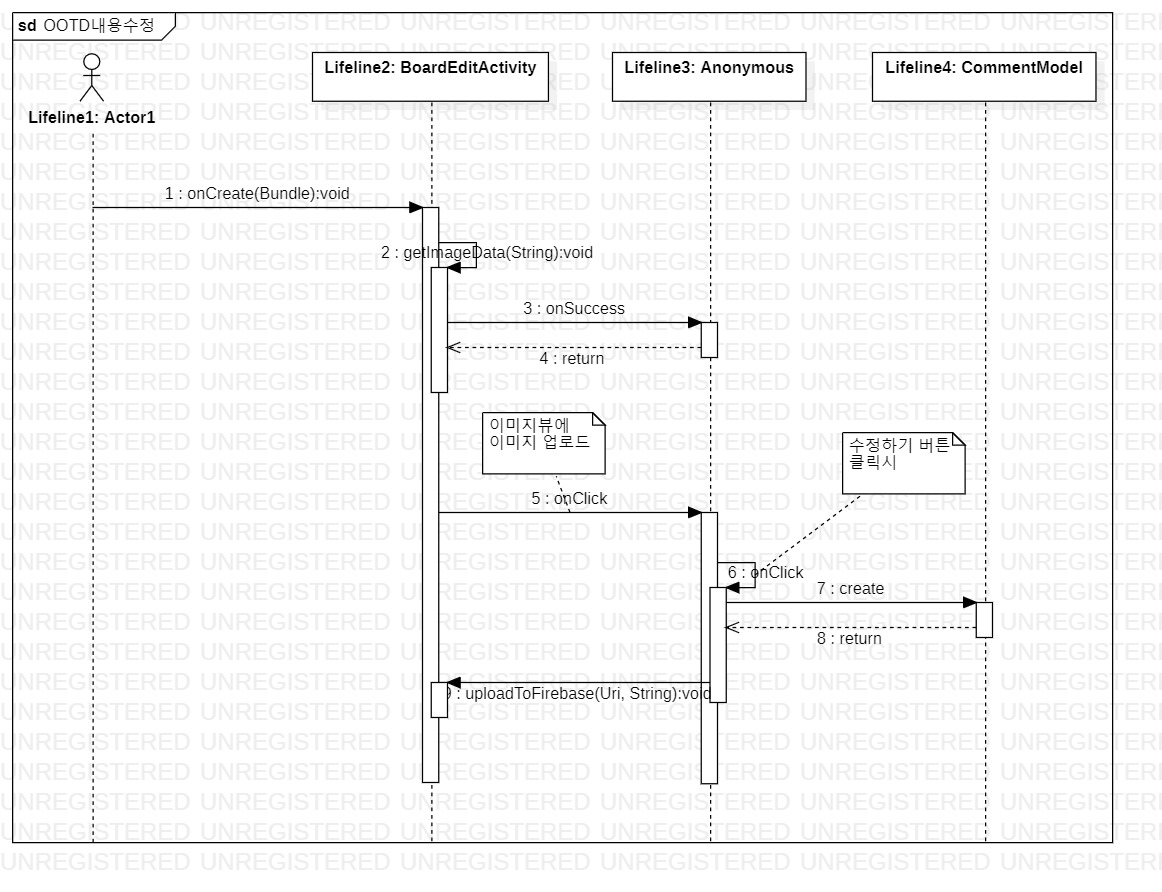 sd OOTD내용수정
Lifeline1: Actor1
Lifeline2: BoardEditActivity
Lifeline3: Anonymous
Lifeline4: CommentModel
1 : onCreate(Bundle):void
2 : getImageData(String):void
3 : onSuccess
4 : return
이미지뷰에
이미지 업로드
수정하기 버튼
클릭시
5 : onClick
6 : onClick
7 : create
8 : return
9 : uploadToFirebase(Uri, String):void
UNREGISTERED